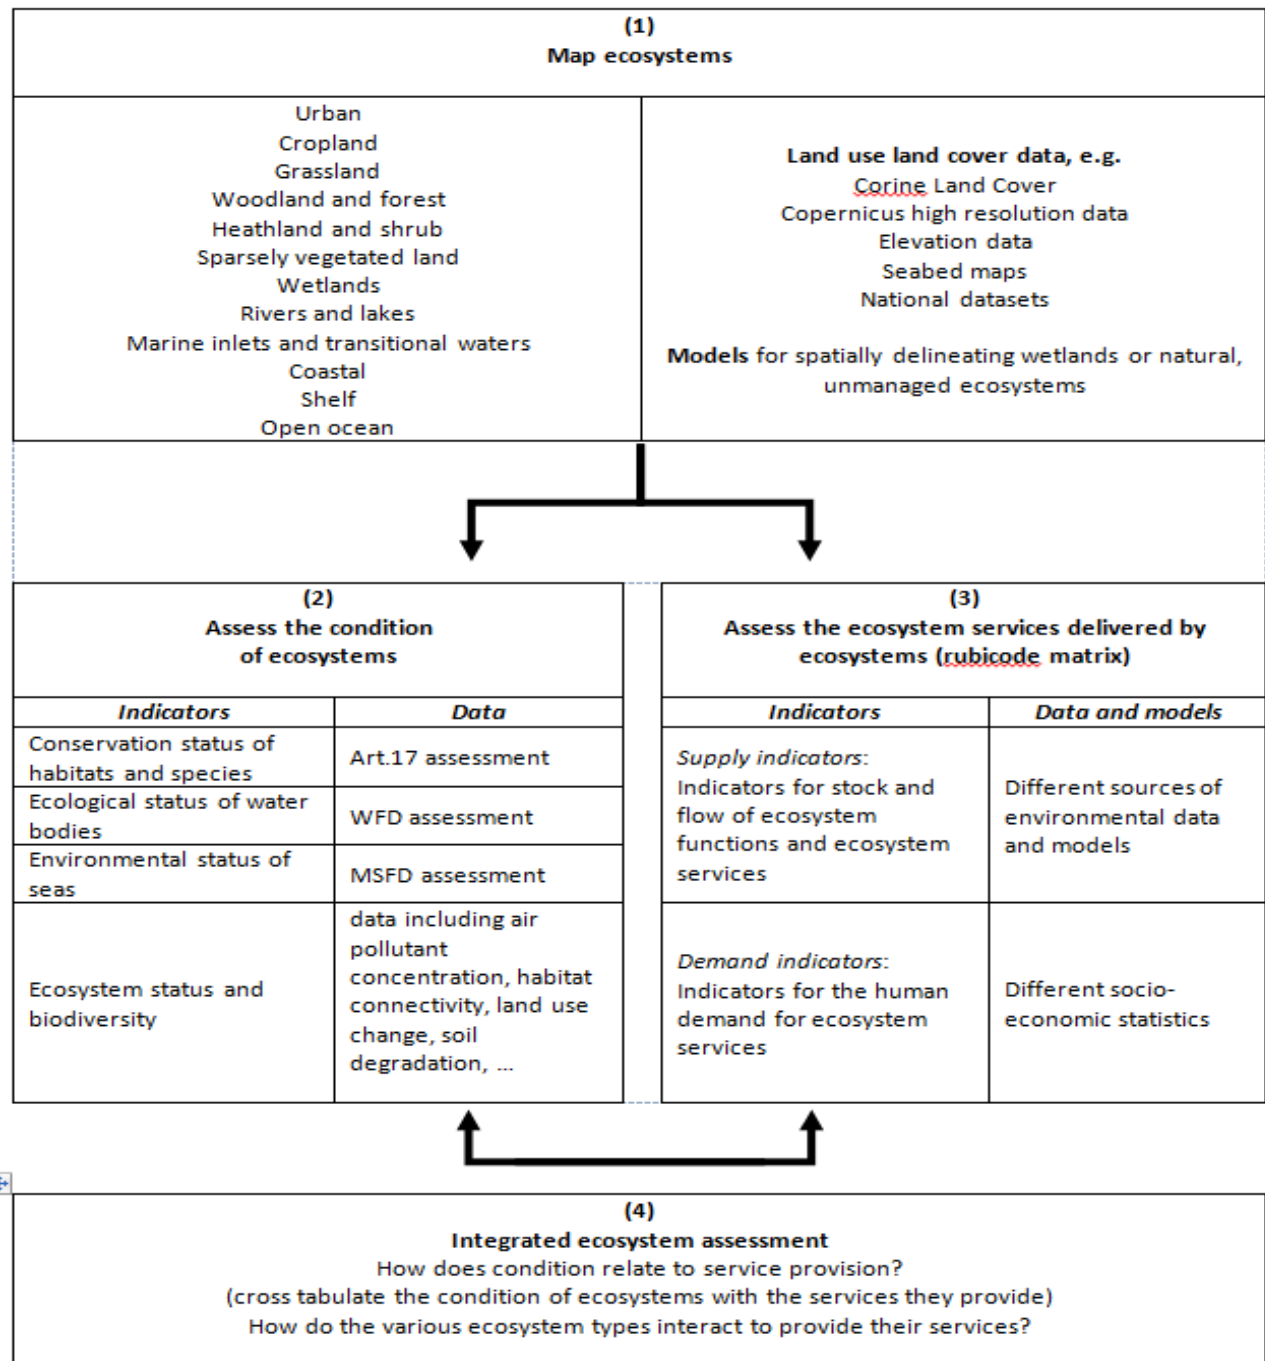 (1)
Map ecosystems
Urban
Cropland
Grassland
Woodland and forest
Heathland and shrub
Sparsely vegetated land
Wetlands
Rivers and lakes
Marine inlets and transitional waters
Coastal
Shelf
Open ocean
Land use land cover data, e.g.
Corine Land Cover
Copernicus high resolution data
Elevation data
Seabed maps
National datasets
Models for spatially delineating wetlands or natural,
unmanaged ecosystems
(2)
Assess the condition
of ecosystems
Indicators
Data
Conservation status of
habitats and species
Art.17 assessment
Ecological status of water
bodies
WFD assessment
Environmental status of
seas
MSFD assessment
Ecosystem status and
biodiversity
data including air
pollutant
concentration, habitat
connectivity, land use
change, soil
degradation, ...
(3)
Assess the ecosystem services delivered by
ecosystems (rubicode matrix)
Indicators
Data and models
Supply indicators:
Indicators for stock and
flow of ecosystem
functions and ecosystem
services
Different sources of
environmental data
and models
Demand indicators:
Indicators for the human
demand for ecosystem
services
Different socio-
economic statistics
(4)
Integrated ecosystem assessment
How does condition relate to service provision?
(cross tabulate the condition of ecosystems with the services they provide)
How do the various ecosystem types interact to provide their services?